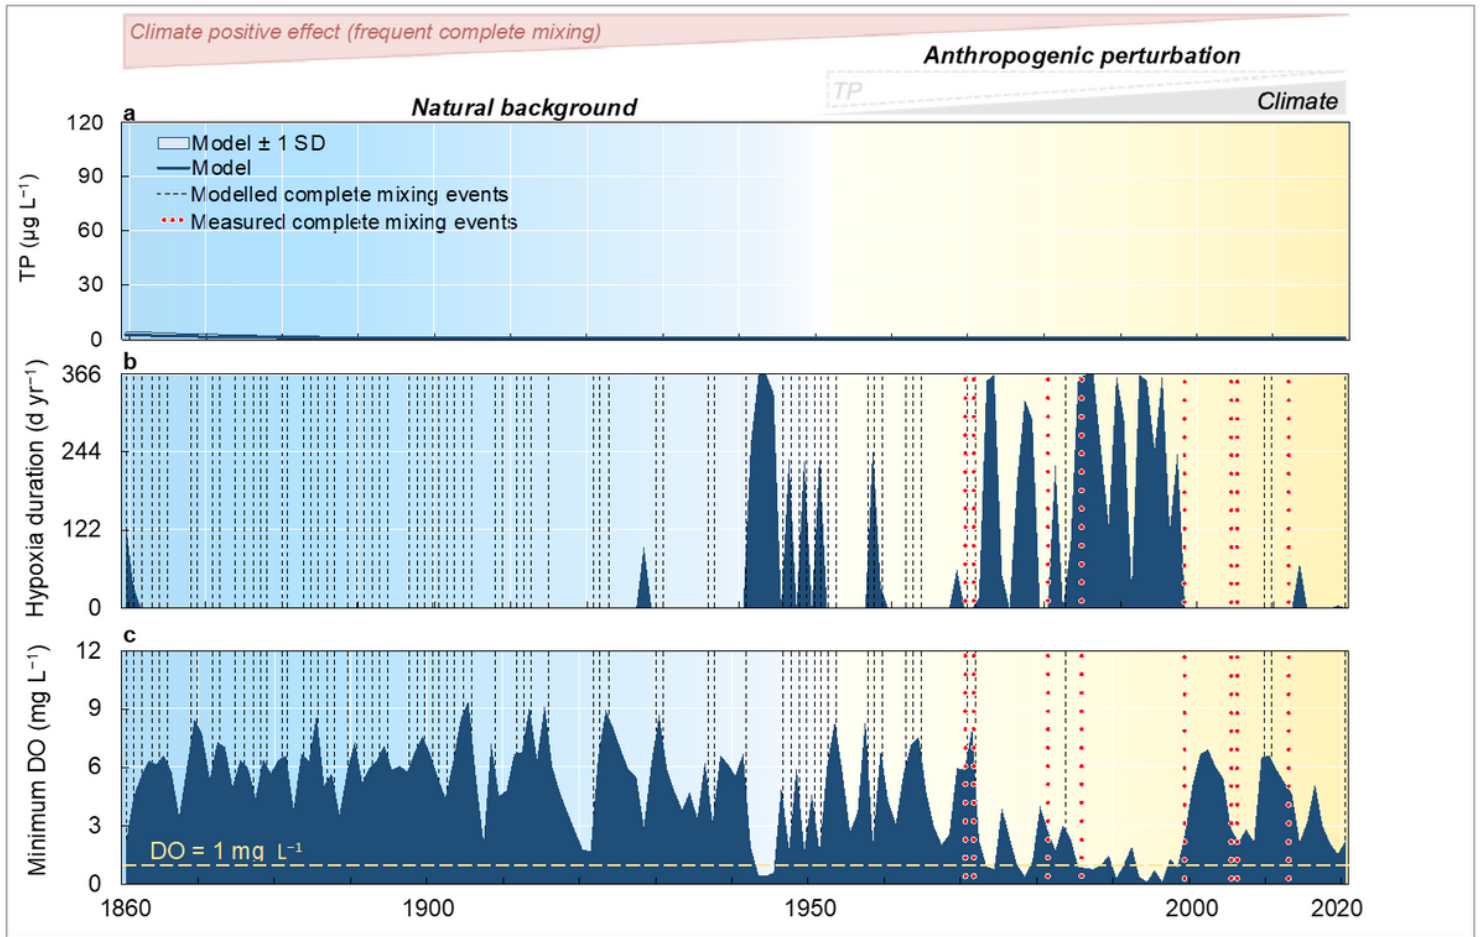 Climate positive effect (frequent complete mixing)
Anthropogenic perturbation
TP
Climate
Natural background
a
120
90
60
30
0
TP (µg L⁻¹)
Model ± 1 SD
Model
Modelled complete mixing events
Measured complete mixing events
b
366
244
122
0
Hypoxia duration (d yr⁻¹)
c
12
9
6
3
0
Minimum DO (mg L⁻¹)
DO = 1 mg L⁻¹
1860 1900 1950 2000 2020